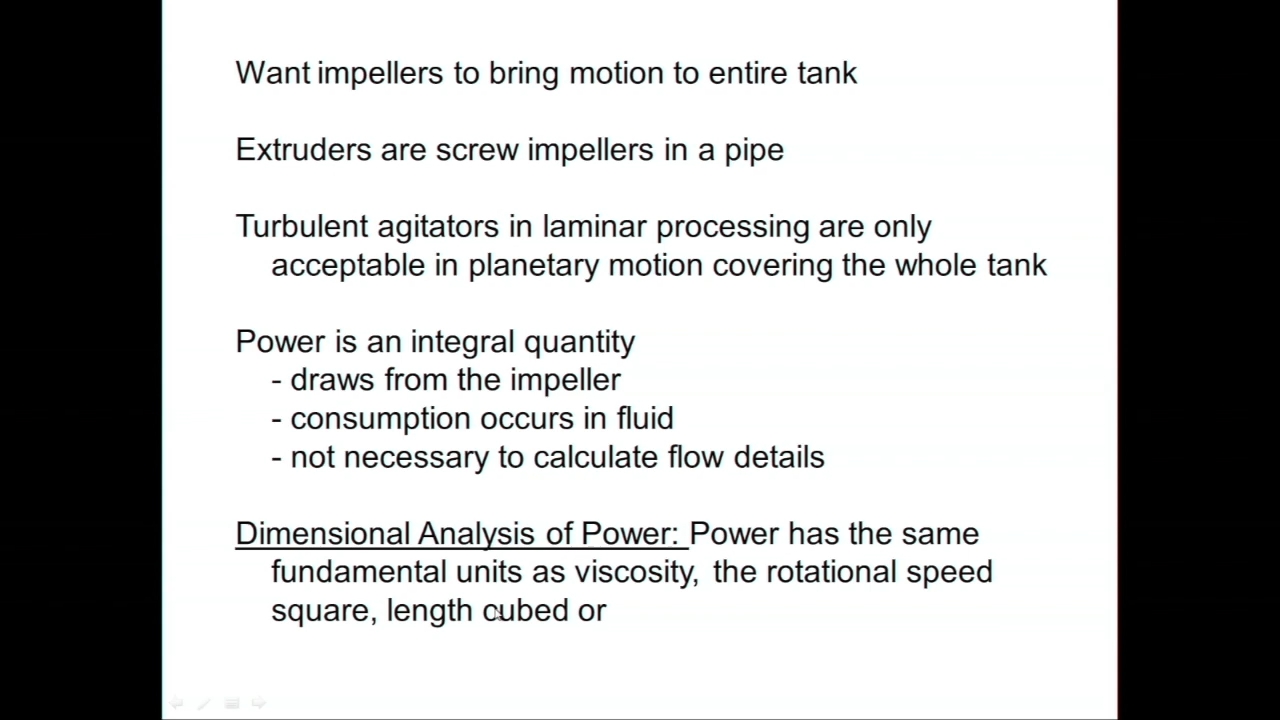 Want impellers to bring motion to entire tank
Extruders are screw impellers in a pipe
Turbulent agitators in laminar processing are only
acceptable in planetary motion covering the whole tank
Power is an integral quantity
- draws from the impeller
- consumption occurs in fluid
- not necessary to calculate flow details
Dimensional Analysis of Power: Power has the same
fundamental units as viscosity, the rotational speed
square, length cubed or